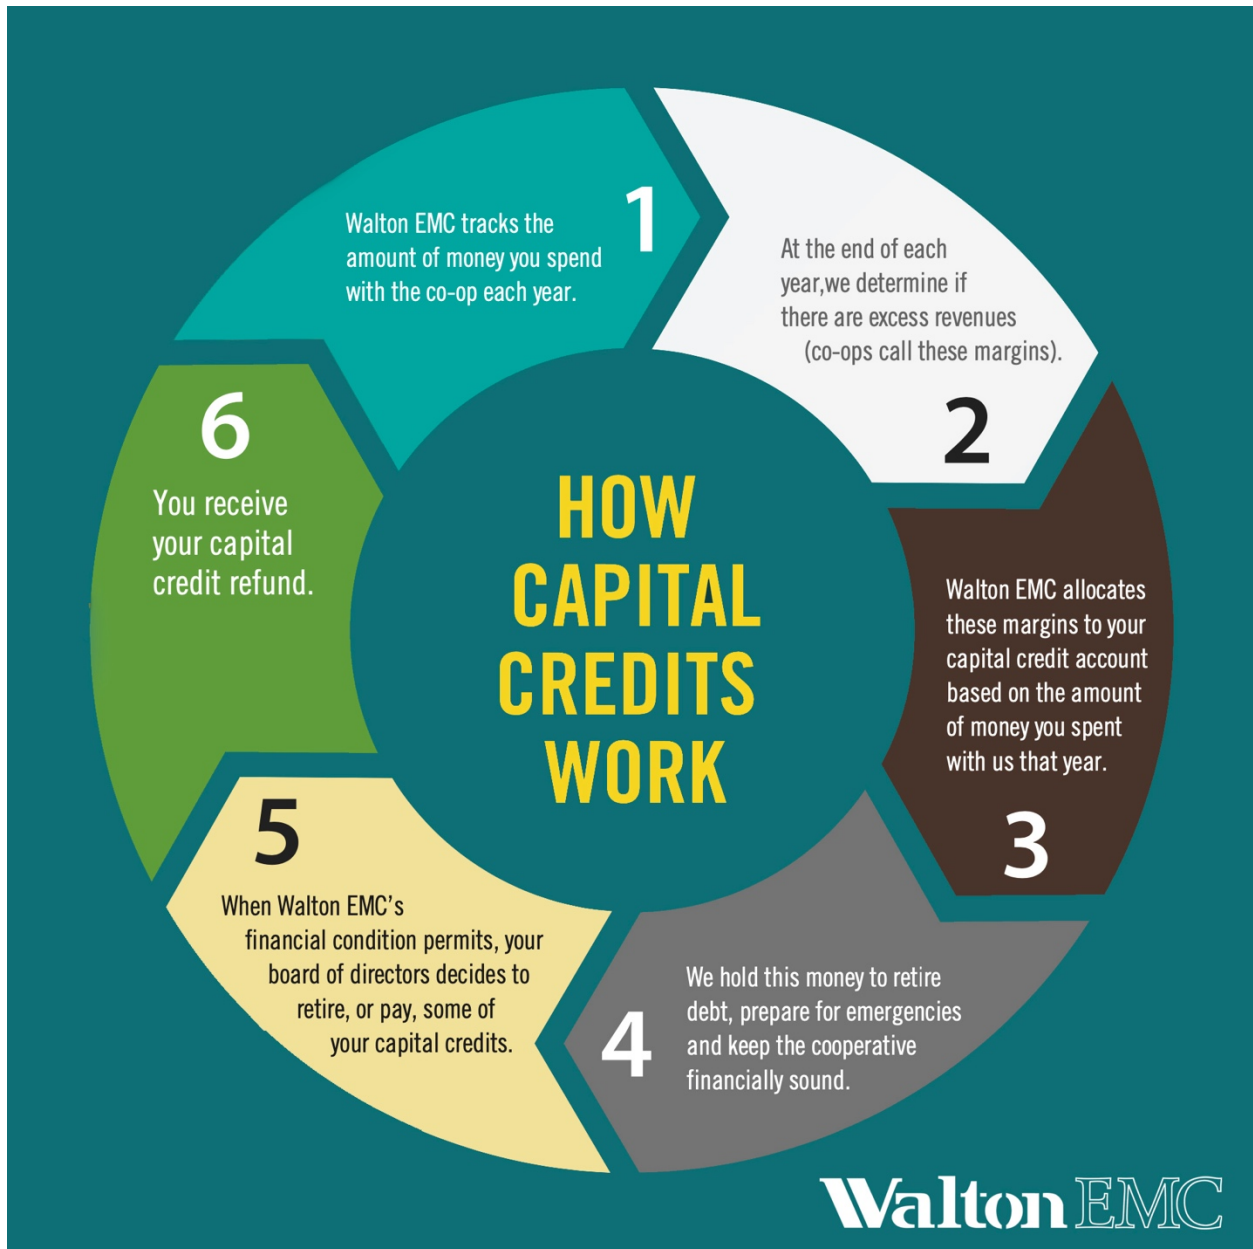 HOW
CAPITAL
CREDITS
WORK
1
Walton EMC tracks the
amount of money you spend
with the co-op each year.
At the end of each
year,we determine if
there are excess revenues
(co-ops call these margins).
2
Walton EMC allocates
these margins to your
capital credit account
based on the amount
of money you spent
with us that year.
3
4
We hold this money to retire
debt, prepare for emergencies
and keep the cooperative
financially sound.
5
When Walton EMC’s
financial condition permits, your
board of directors decides to
retire, or pay, some of
your capital credits.
6
You receive
your capital
credit refund.
Walton EMC